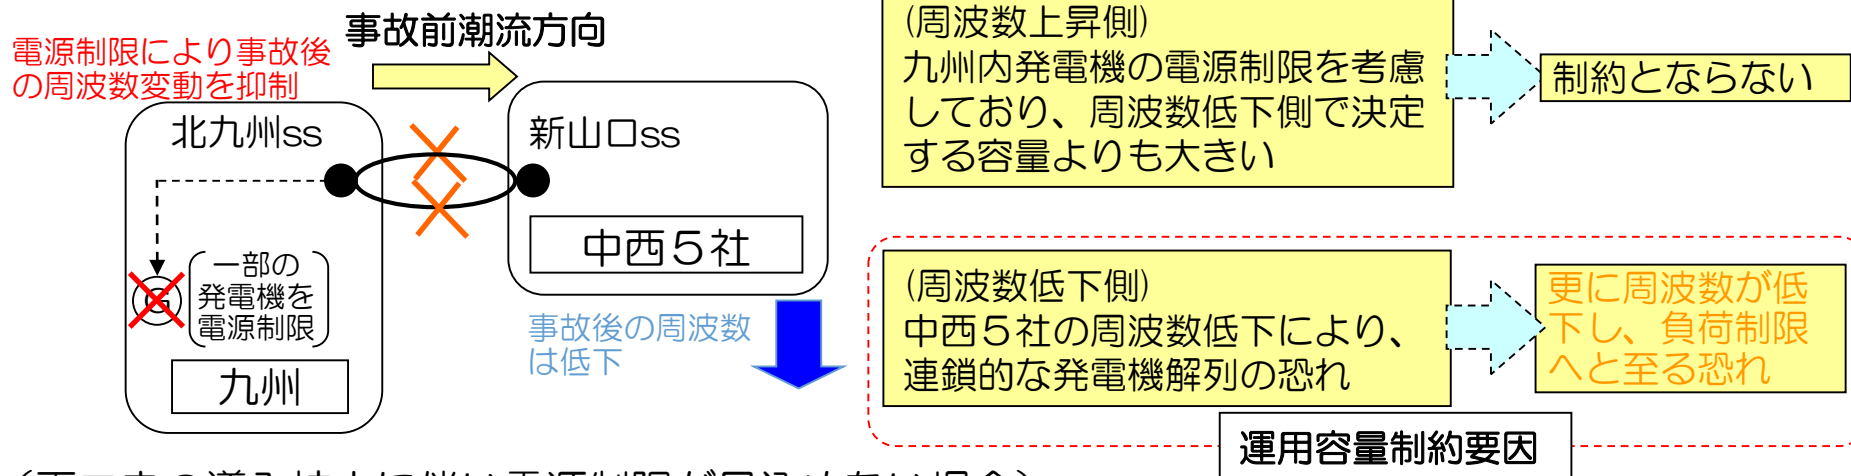 事故前潮流方向
電源制限により事故後
の周波数変動を抑制
北九州ss
新山口ss
中西５社
G
一部の
発電機を
電源制限
九州
事故後の周波数
は低下
(周波数上昇側)
九州内発電機の電源制限を考慮
しており、周波数低下側で決定
する容量よりも大きい
制約とならない
(周波数低下側)
中西５社の周波数低下により、
連鎖的な発電機解列の恐れ
更に周波数が低
下し、負荷制限
へと至る恐れ
運用容量制約要因